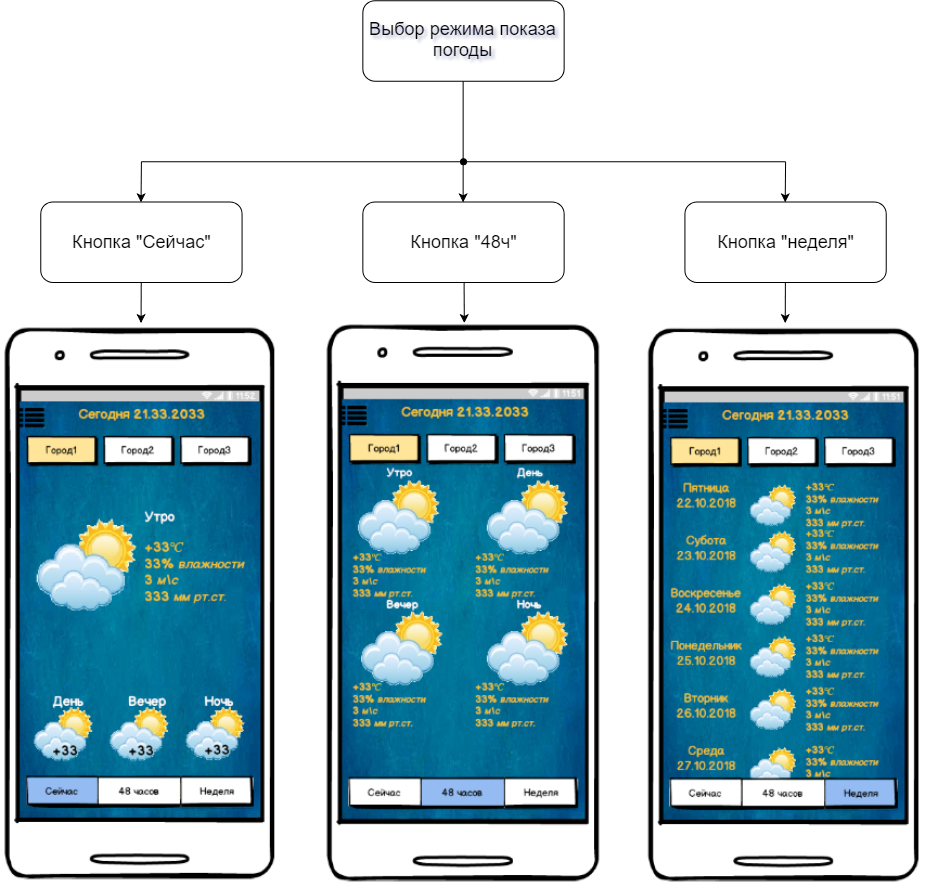 Выбор режима показа
погоды
Кнопка "Сейчас"
Кнопка "48ч"
Кнопка "неделя"
11:52
Сегодня 21.33.2033
Город1
Город2
Город3
Утро
+33°C
33% влажности
3 м\с
333 мм рт.ст.
День
Вечер
Ночь
+33
+33
+33
Сейчас
48 часов
Неделя
11:51
Сегодня 21.33.2033
Город1
Город2
Город3
Утро
День
+33°C
33% влажности
3 м\с
333 мм рт.ст.
+33°C
33% влажности
3 м\с
333 мм рт.ст.
Вечер
Ночь
+33°C
33% влажности
3 м\с
333 мм рт.ст.
+33°C
33% влажности
3 м\с
333 мм рт.ст.
Сейчас
48 часов
Неделя
11:51
Сегодня 21.33.2033
Город1
Город2
Город3
Пятница
22.10.2018
+33°C
33% влажности
3 м\с
333 мм рт.ст.
Субота
23.10.2018
+33°C
33% влажности
3 м\с
333 мм рт.ст.
Воскресенье
24.10.2018
+33°C
33% влажности
3 м\с
333 мм рт.ст.
Понедельник
25.10.2018
+33°C
33% влажности
3 м\с
333 мм рт.ст.
Вторник
26.10.2018
+33°C
33% влажности
3 м\с
333 мм рт.ст.
Среда
27.10.2018
+33°C
33% влажности
3 м\с
Сейчас
48 часов
Неделя